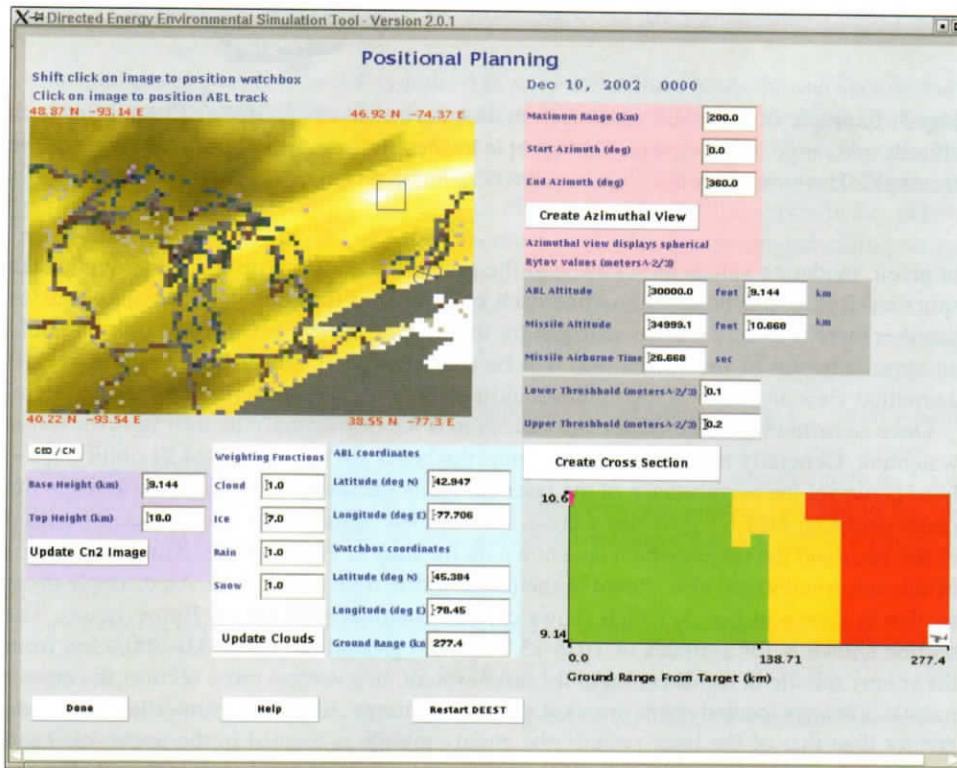 Directed Energy Environmental Simulation Tool - Version 2.0.1
Positional Planning
Shift click on image to position watchbox
Click on image to position ABL track
48.87 N -93.14 E
46.92 N -74.37 E
40.22 N -93.54 E
38.55 N -77.3 E
Dec 10, 2002 0000
Maximum Range (km) 200.0
Start Azimuth (deg) 0.0
End Azimuth (deg) 360.0
Create Azimuthal View
Azimuthal view displays spherical
Rytov values (meters^-2/3)
ABL Altitude 30000.0 feet 9.144 km
Missile Altitude 34999.1 feet 10.668 km
Missile Airborne Time 26.668 sec
Lower Threshhold (meters^-2/3) 0.1
Upper Threshhold (meters^-2/3) 0.2
Create Cross Section
GED / CN
Base Height (km) 9.144
Top Height (km) 18.0
Update Cn2 Image
Weighting Functions
Cloud 1.0
Ice 7.0
Rain 1.0
Snow 1.0
Update Clouds
ABL coordinates
Latitude (deg N) 42.947
Longitude (deg E) -77.706
Watchbox coordinates
Latitude (deg N) 45.384
Longitude (deg E) -78.45
Ground Range (km 277.4
10.6
9.14
0.0 138.71 277.4
Ground Range From Target (km)
Done
Help
Restart DEEST